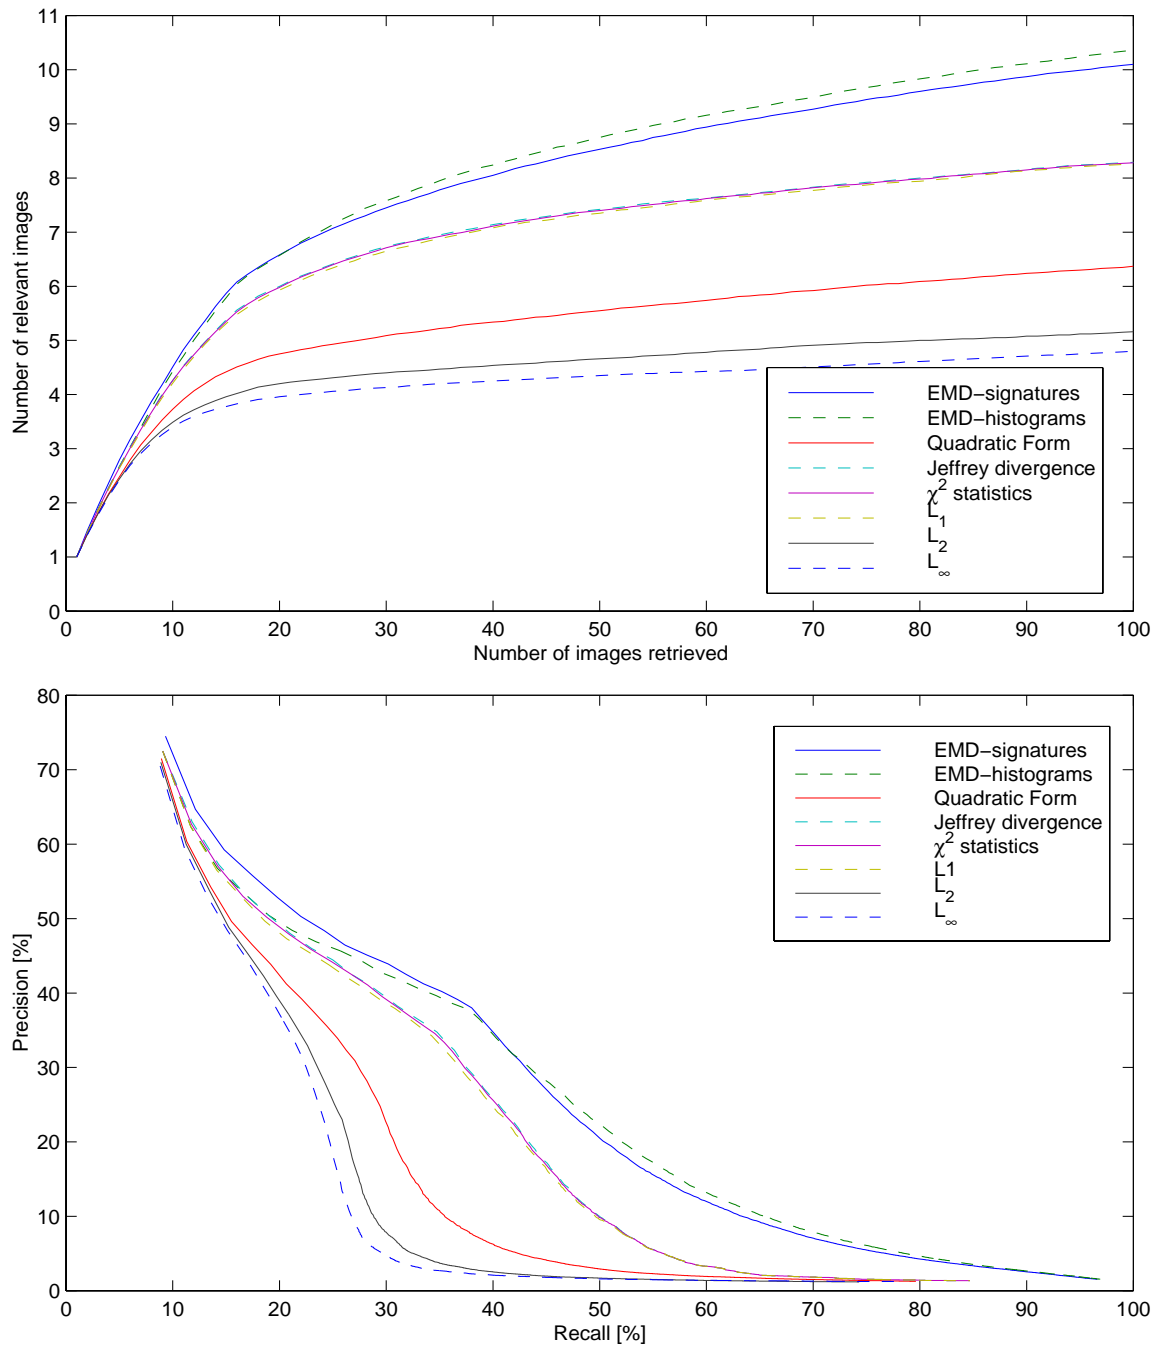 11
10
9
8
7
6
5
4
3
2
1
0
Number of relevant images
EMD−signatures
EMD−histograms
Quadratic Form
Jeffrey divergence
χ² statistics
L₁
L₂
L∞
0 10 20 30 40 50 60 70 80 90 100
Number of images retrieved
80
70
60
50
40
30
20
10
0
Precision [%]
EMD−signatures
EMD−histograms
Quadratic Form
Jeffrey divergence
χ² statistics
L1
L₂
L∞
0 10 20 30 40 50 60 70 80 90 100
Recall [%]